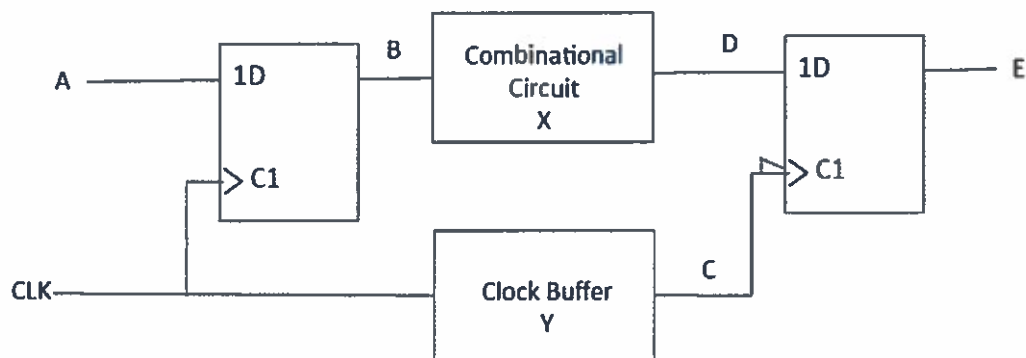 A
1D
C1
B
Combinational
Circuit
X
D
1D
C1
E
CLK
Clock Buffer
Y
C